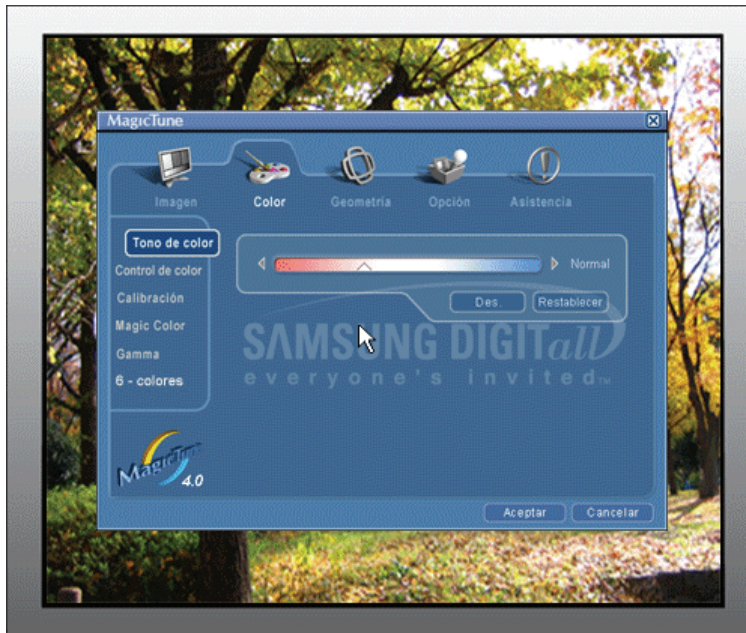 MagicTune
Imagen Color Geometría Opción Asistencia
Tono de color
Control de color
Calibración
Magic Color
Gamma
6 - colores
Normal
Des. Restablecer
SAMSUNG DIGITall
everyone's invited™
MagicTune
4.0
Aceptar Cancelar